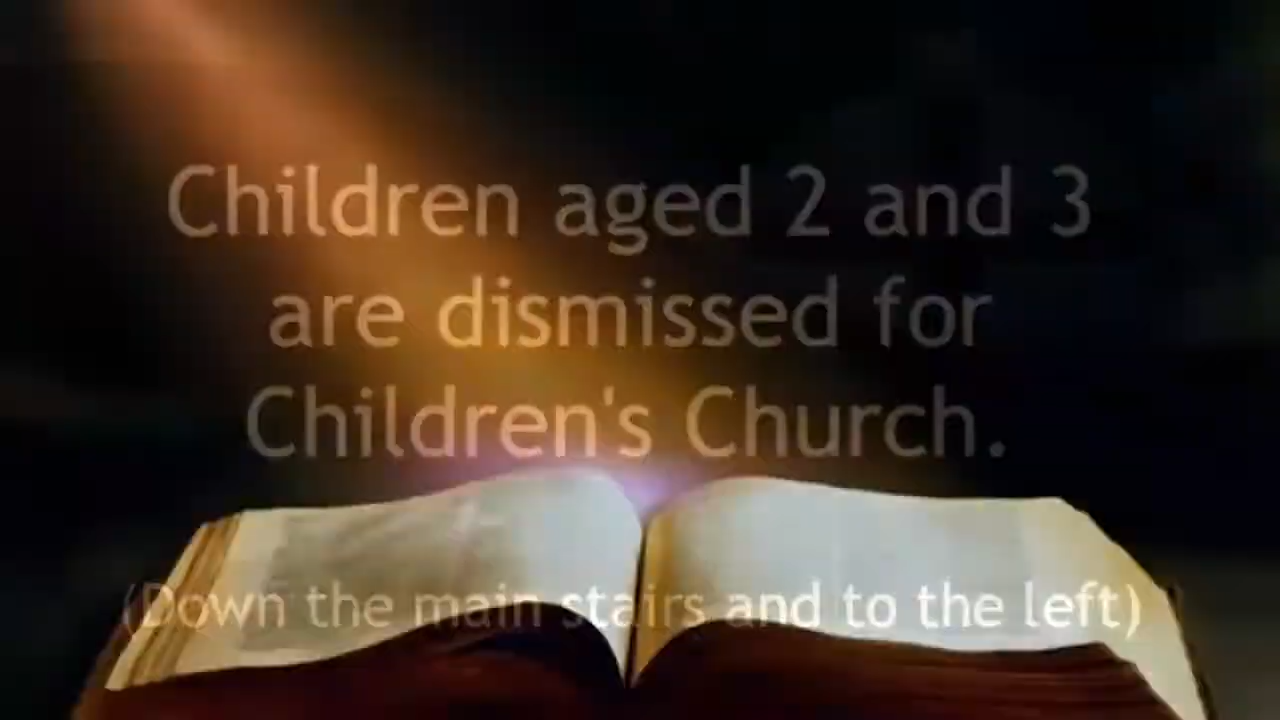 Children aged 2 and 3
are dismissed for
Children's Church.
(Down the main stairs and to the left)